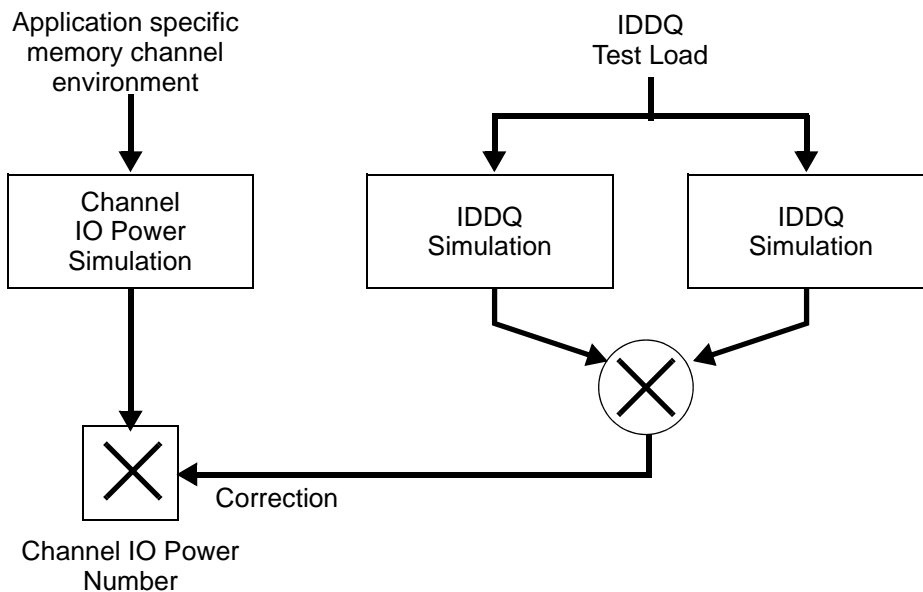 Application specific
memory channel
environment
IDDQ
Test Load
Channel
IO Power
Simulation
IDDQ
Simulation
IDDQ
Simulation
Correction
Channel IO Power
Number